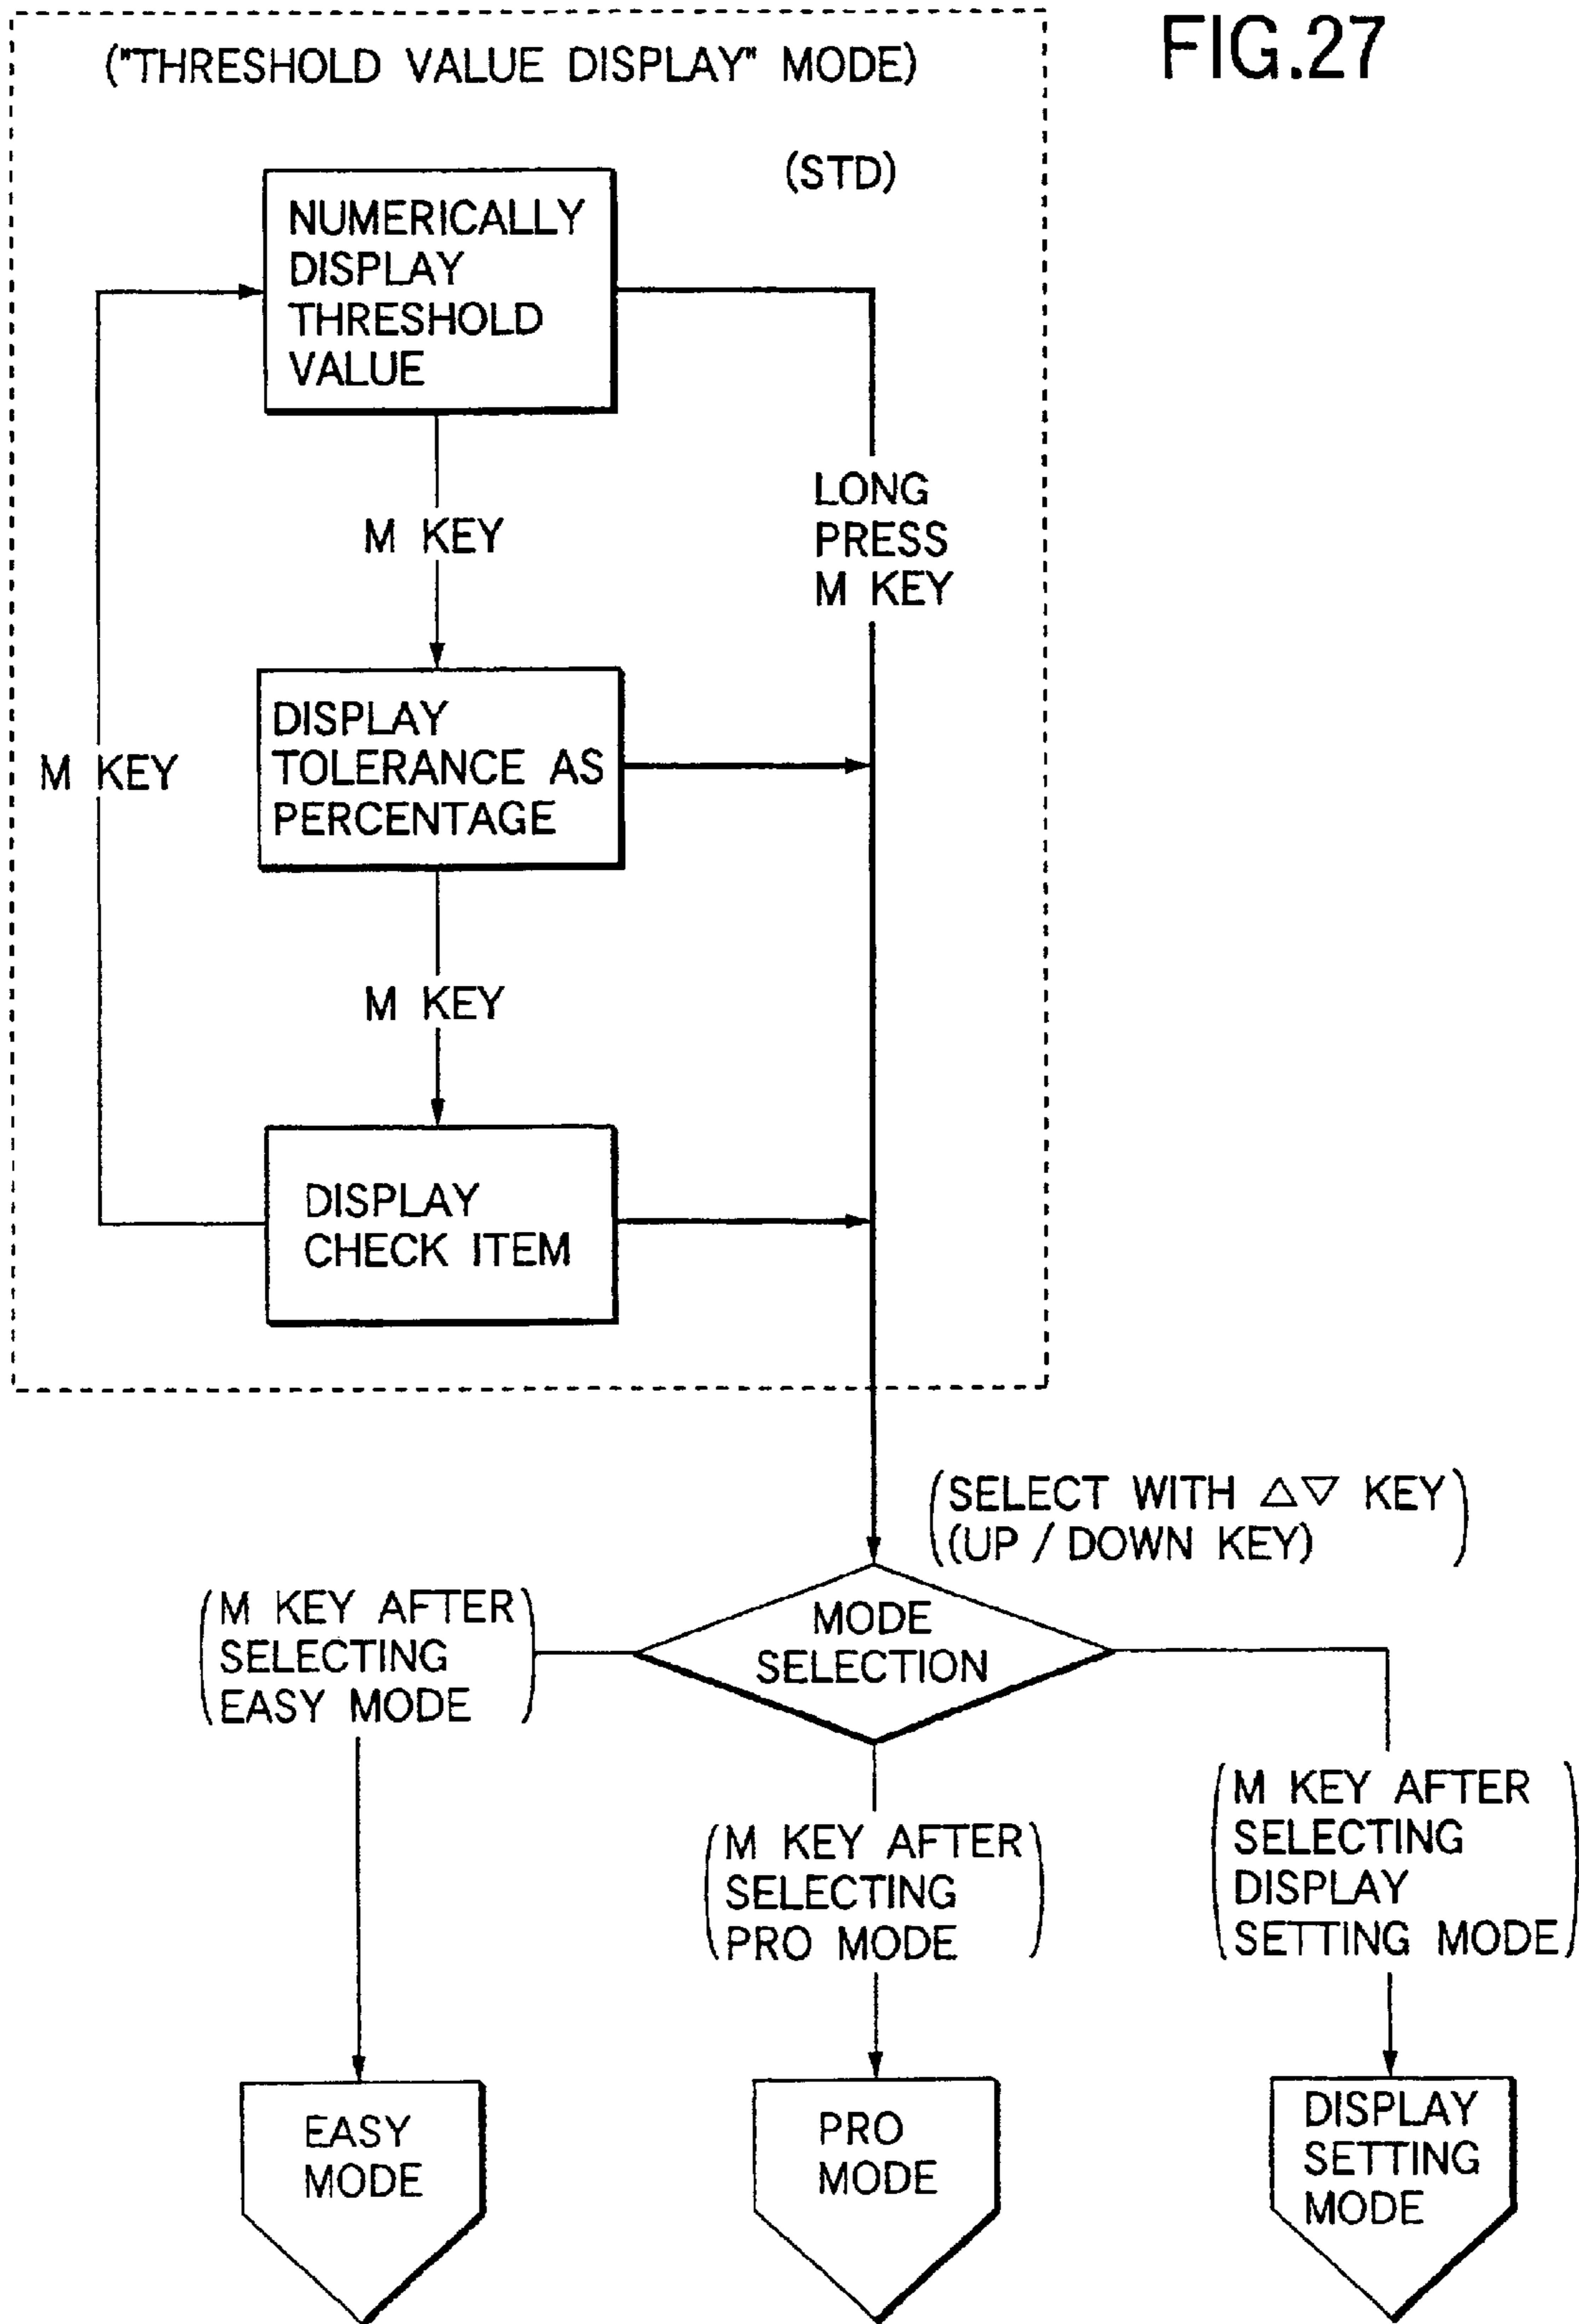 FIG.27
("THRESHOLD VALUE DISPLAY" MODE)
(STD)
NUMERICALLY
DISPLAY
THRESHOLD
VALUE
LONG
PRESS
M KEY
M KEY
DISPLAY
TOLERANCE AS
PERCENTAGE
M KEY
M KEY
DISPLAY
CHECK ITEM
(SELECT WITH △▽ KEY
(UP / DOWN KEY))
MODE
SELECTION
(M KEY AFTER
SELECTING
EASY MODE)
(M KEY AFTER
SELECTING
PRO MODE)
(M KEY AFTER
SELECTING
DISPLAY
SETTING MODE)
EASY
MODE
PRO
MODE
DISPLAY
SETTING
MODE